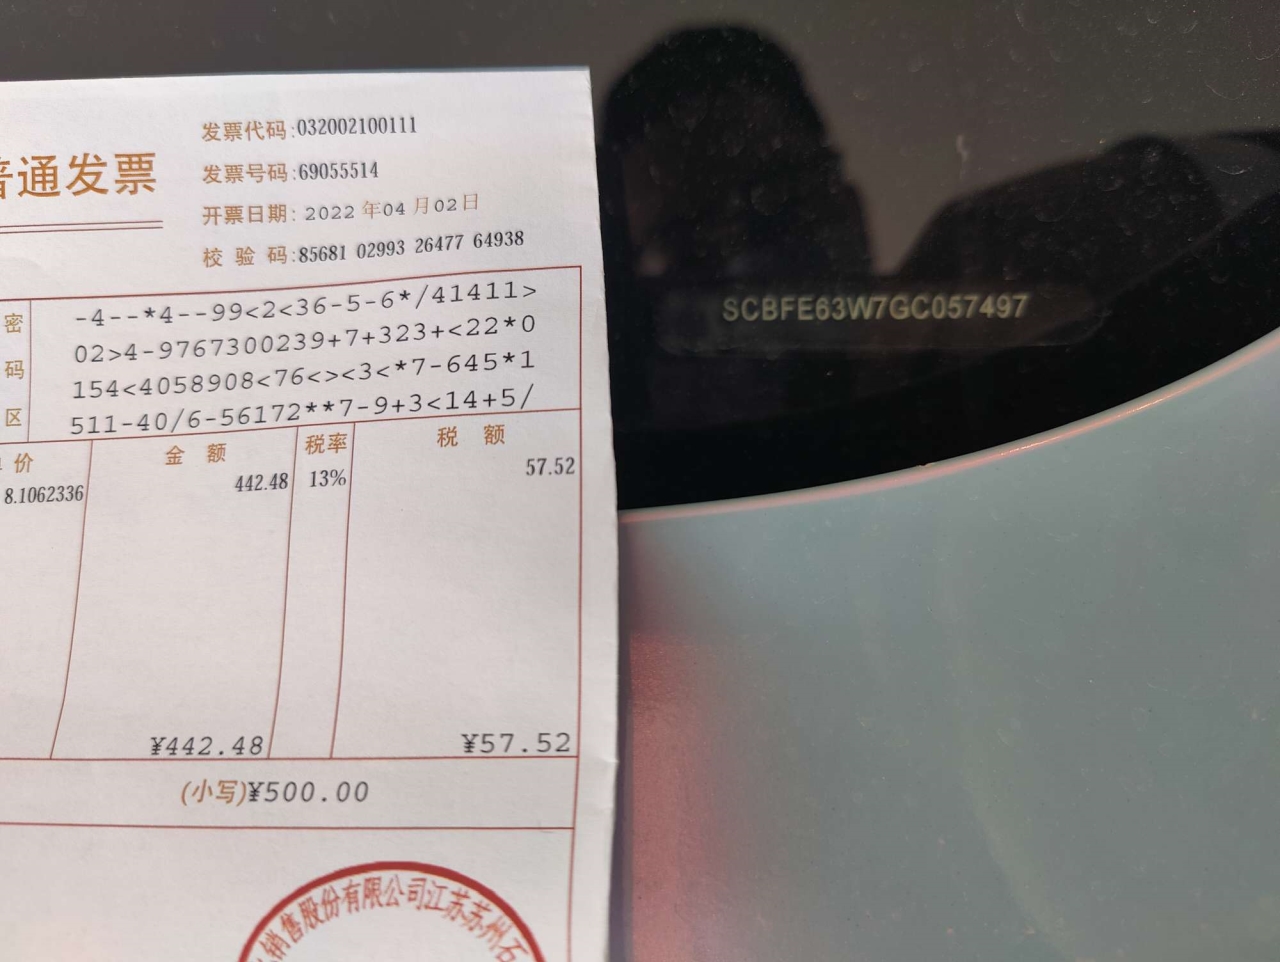 普通发票
发票代码:032002100111
发票号码:69055514
开票日期: 2022 年04 月02日
校 验 码:85681 02993 26477 64938
密码区
-4--*4--99<2<36-5-6*/41411>
02>4-9767300239+7+323+<22*0
154<4058908<76<><3<*7-645*1
511-40/6-56172**7-9+3<14+5/
价 金 额 税率 税 额
8.1062336 442.48 13% 57.52
¥442.48 ¥57.52
(小写)¥500.00
销售股份有限公司江苏苏州石
SCBFE63W7GC057497